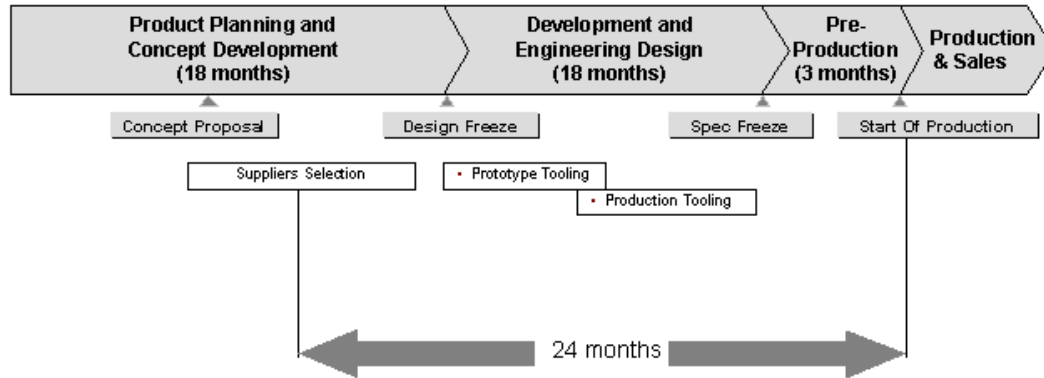 Product Planning and
Concept Development
(18 months)
Development and
Engineering Design
(18 months)
Pre-
Production
(3 months)
Production
& Sales
Concept Proposal
Design Freeze
Spec Freeze
Start Of Production
Suppliers Selection
• Prototype Tooling
• Production Tooling
24 months